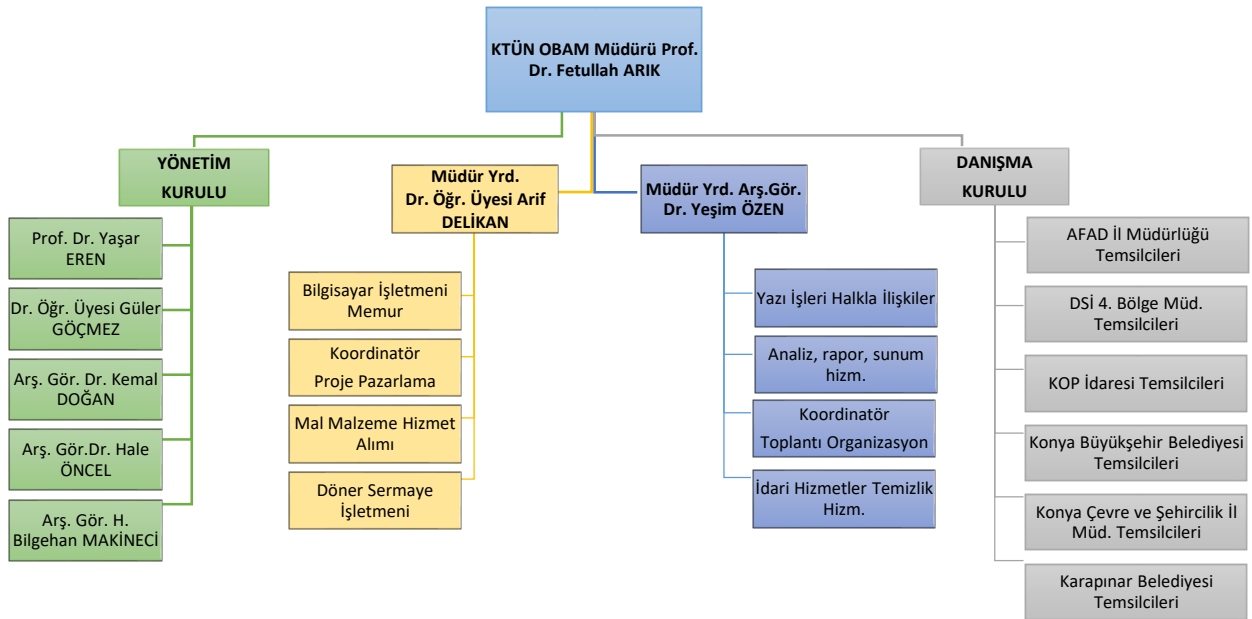 KTÜN OBAM Müdürü Prof.
Dr. Fetullah ARIK
YÖNETİM
KURULU
Prof. Dr. Yaşar
EREN
Dr. Öğr. Üyesi Güler
GÖÇMEZ
Arş. Gör. Dr. Kemal
DOĞAN
Arş. Gör.Dr. Hale
ÖNCEL
Arş. Gör. H.
Bilgehan MAKİNECİ
Müdür Yrd.
Dr. Öğr. Üyesi Arif
DELİKAN
Bilgisayar İşletmeni
Memur
Koordinatör
Proje Pazarlama
Mal Malzeme Hizmet
Alımı
Döner Sermaye
İşletmeni
Müdür Yrd. Arş.Gör.
Dr. Yeşim ÖZEN
Yazı İşleri Halkla İlişkiler
Analiz, rapor, sunum
hizm.
Koordinatör
Toplantı Organizasyon
İdari Hizmetler Temizlik
Hizm.
DANIŞMA
KURULU
AFAD İl Müdürlüğü
Temsilcileri
DSİ 4. Bölge Müd.
Temsilcileri
KOP İdaresi Temsilcileri
Konya Büyükşehir Belediyesi
Temsilcileri
Konya Çevre ve Şehircilik İl
Müd. Temsilcileri
Karapınar Belediyesi
Temsilcileri